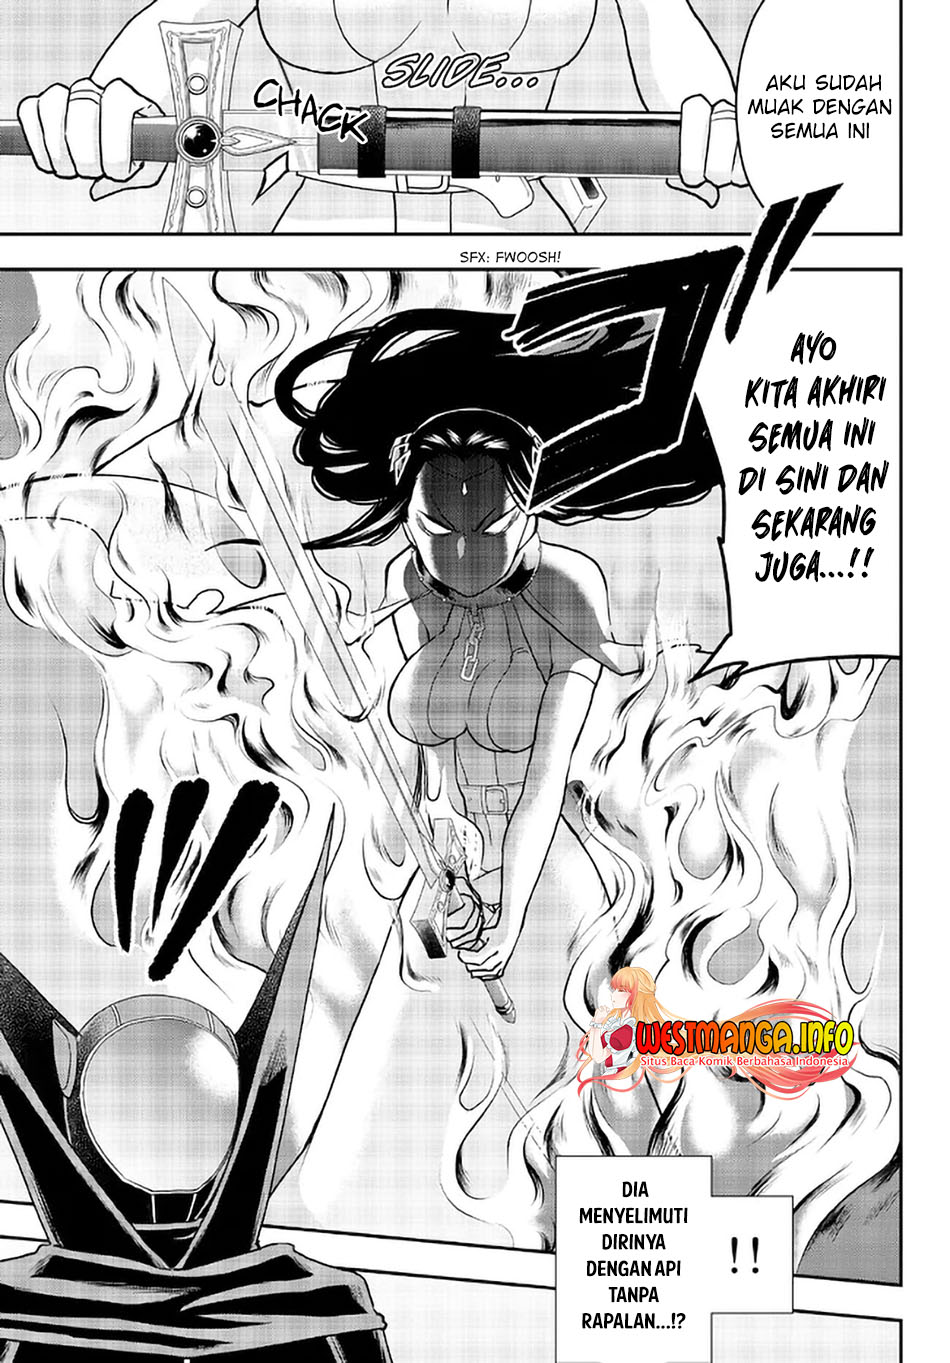 AKU SUDAH
MUAK DENGAN
SEMUA INI
SLIDE...
CHACK
SFX: FWOOSH!
AYO
KITA AKHIRI
SEMUA INI
DI SINI DAN
SEKARANG
JUGA...!!
WESTMANGA.INFO
Situs Baca Komik Berbahasa Indonesia
!!
DIA
MENYELIMUTI
DIRINYA
DENGAN API
TANPA
RAPALAN...!?